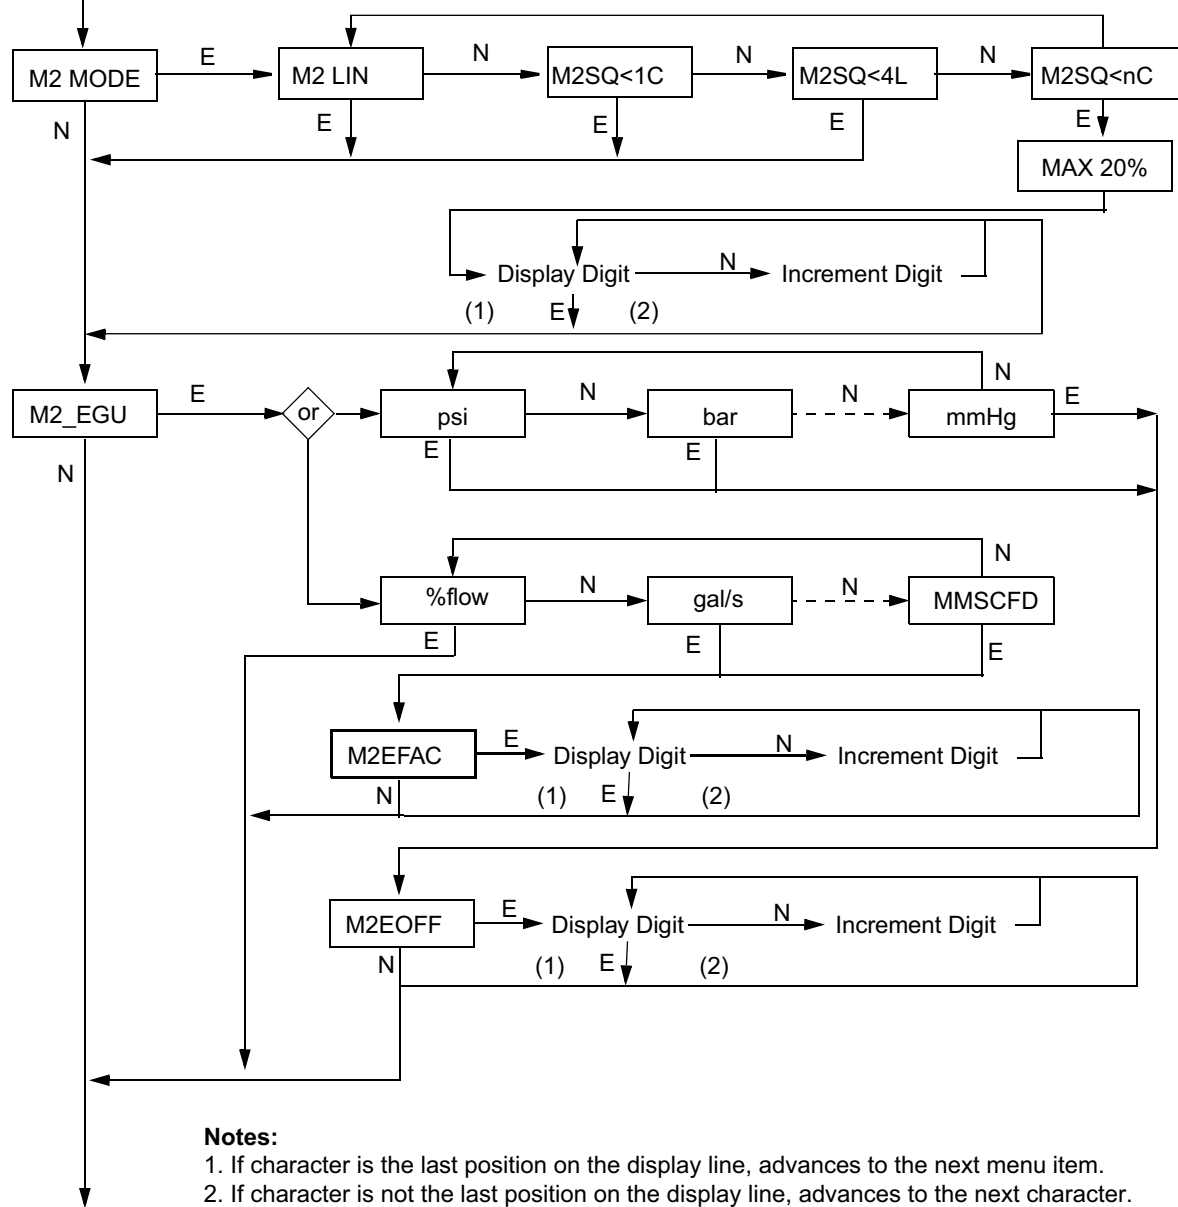 E N N N
M2 MODE M2 LIN M2SQ<1C M2SQ<4L M2SQ<nC
N E E E E
MAX 20%
Display Digit N Increment Digit
(1) E (2)
N
M2_EGU E or psi N bar N mmHg E
N E E
N
%flow N gal/s N MMSCFD
E E E
M2EFAC E Display Digit N Increment Digit
N (1) E (2)
M2EOFF E Display Digit N Increment Digit
N (1) E (2)
Notes:
1. If character is the last position on the display line, advances to the next menu item.
2. If character is not the last position on the display line, advances to the next character.